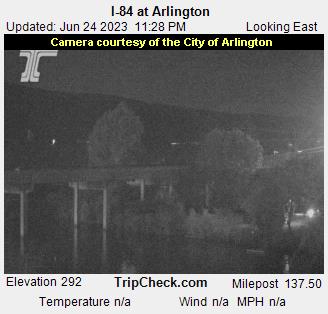 I-84 at Arlington
Updated: Jun 24 2023 11:28 PM Looking East
Camera courtesy of the City of Arlington
Elevation 292 TripCheck.com Milepost 137.50
Temperature n/a Wind n/a MPH n/a